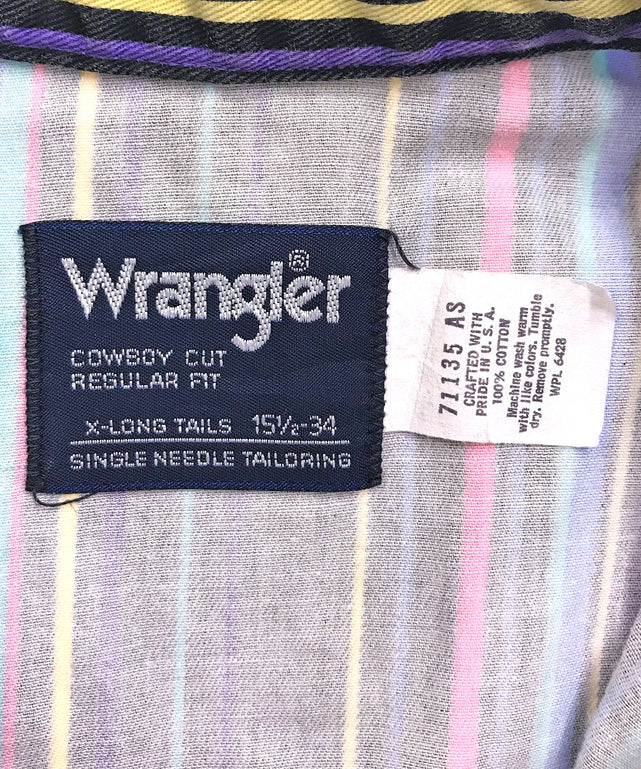 Wrangler®
COWBOY CUT
REGULAR FIT
X-LONG TAILS 15½-34
SINGLE NEEDLE TAILORING
71135 AS
CRAFTED WITH
PRIDE IN U.S.A.
100% COTTON
Machine wash warm
with like colors. Tumble
dry. Remove promptly.
WPL 6428